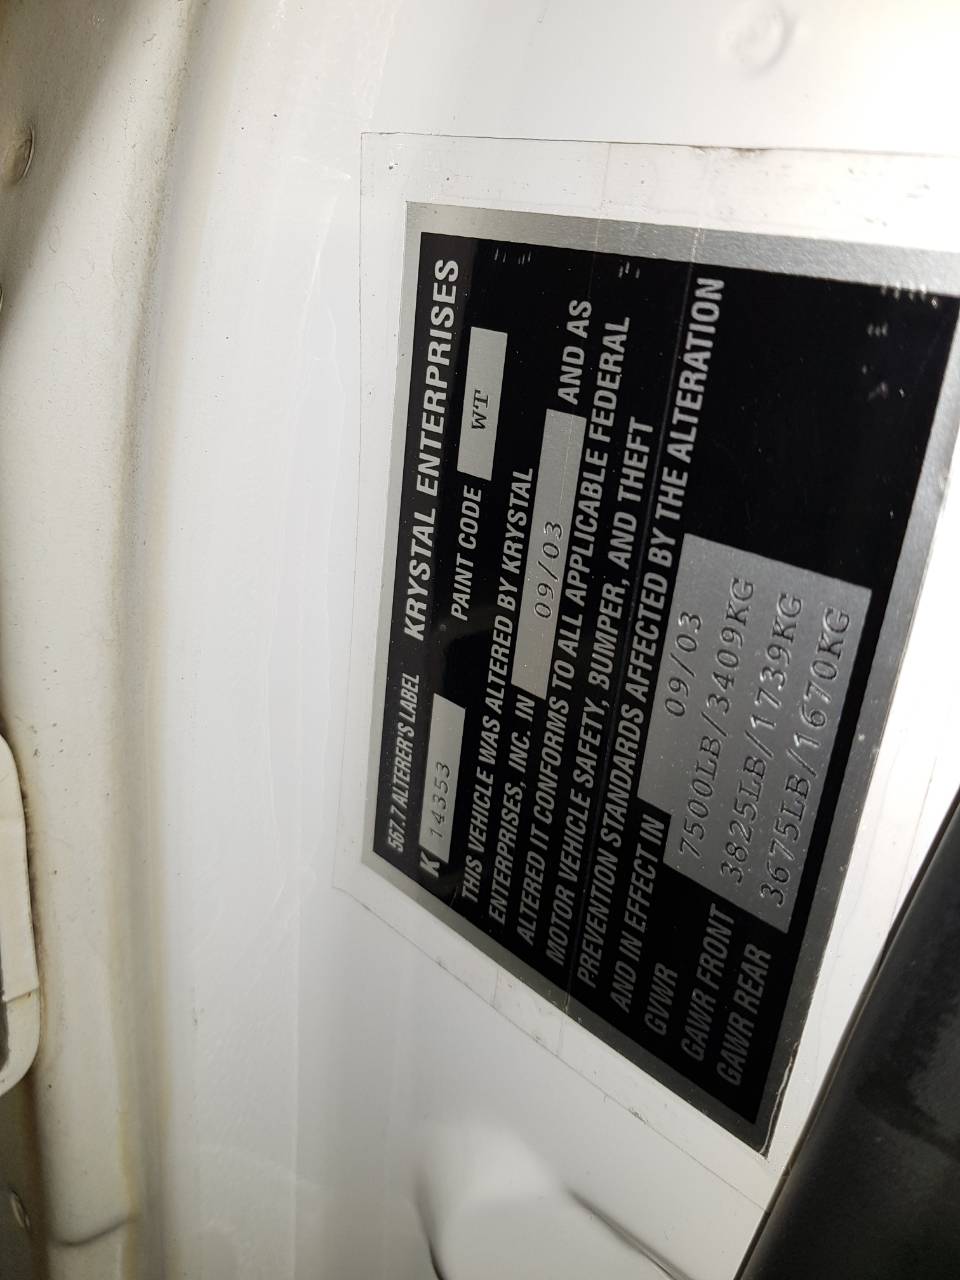 567.7 ALTERER'S LABEL KRYSTAL ENTERPRISES
K 14353 PAINT CODE WT
THIS VEHICLE WAS ALTERED BY KRYSTAL
ENTERPRISES, INC. IN 09/03 AND AS
ALTERED IT CONFORMS TO ALL APPLICABLE FEDERAL
MOTOR VEHICLE SAFETY, BUMPER, AND THEFT
PREVENTION STANDARDS AFFECTED BY THE ALTERATION
AND IN EFFECT IN 09/03
GVWR 7500LB/3409KG
GAWR FRONT 3825LB/1739KG
GAWR REAR 3675LB/1670KG